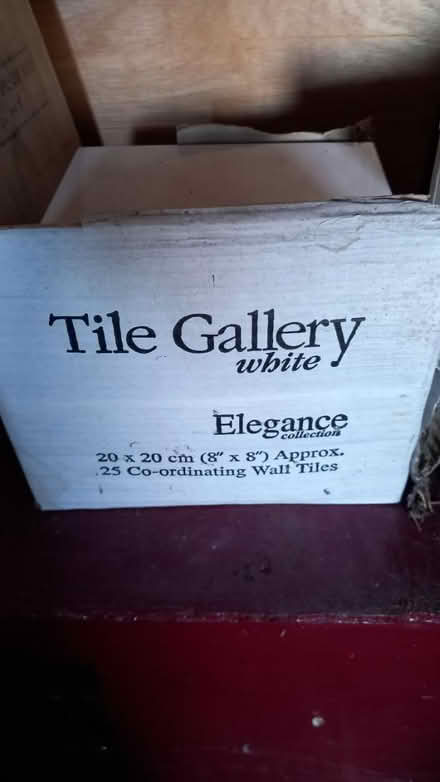 Tile Gallery
white
Elegance
collection
20 x 20 cm (8" x 8") Approx.
25 Co-ordinating Wall Tiles